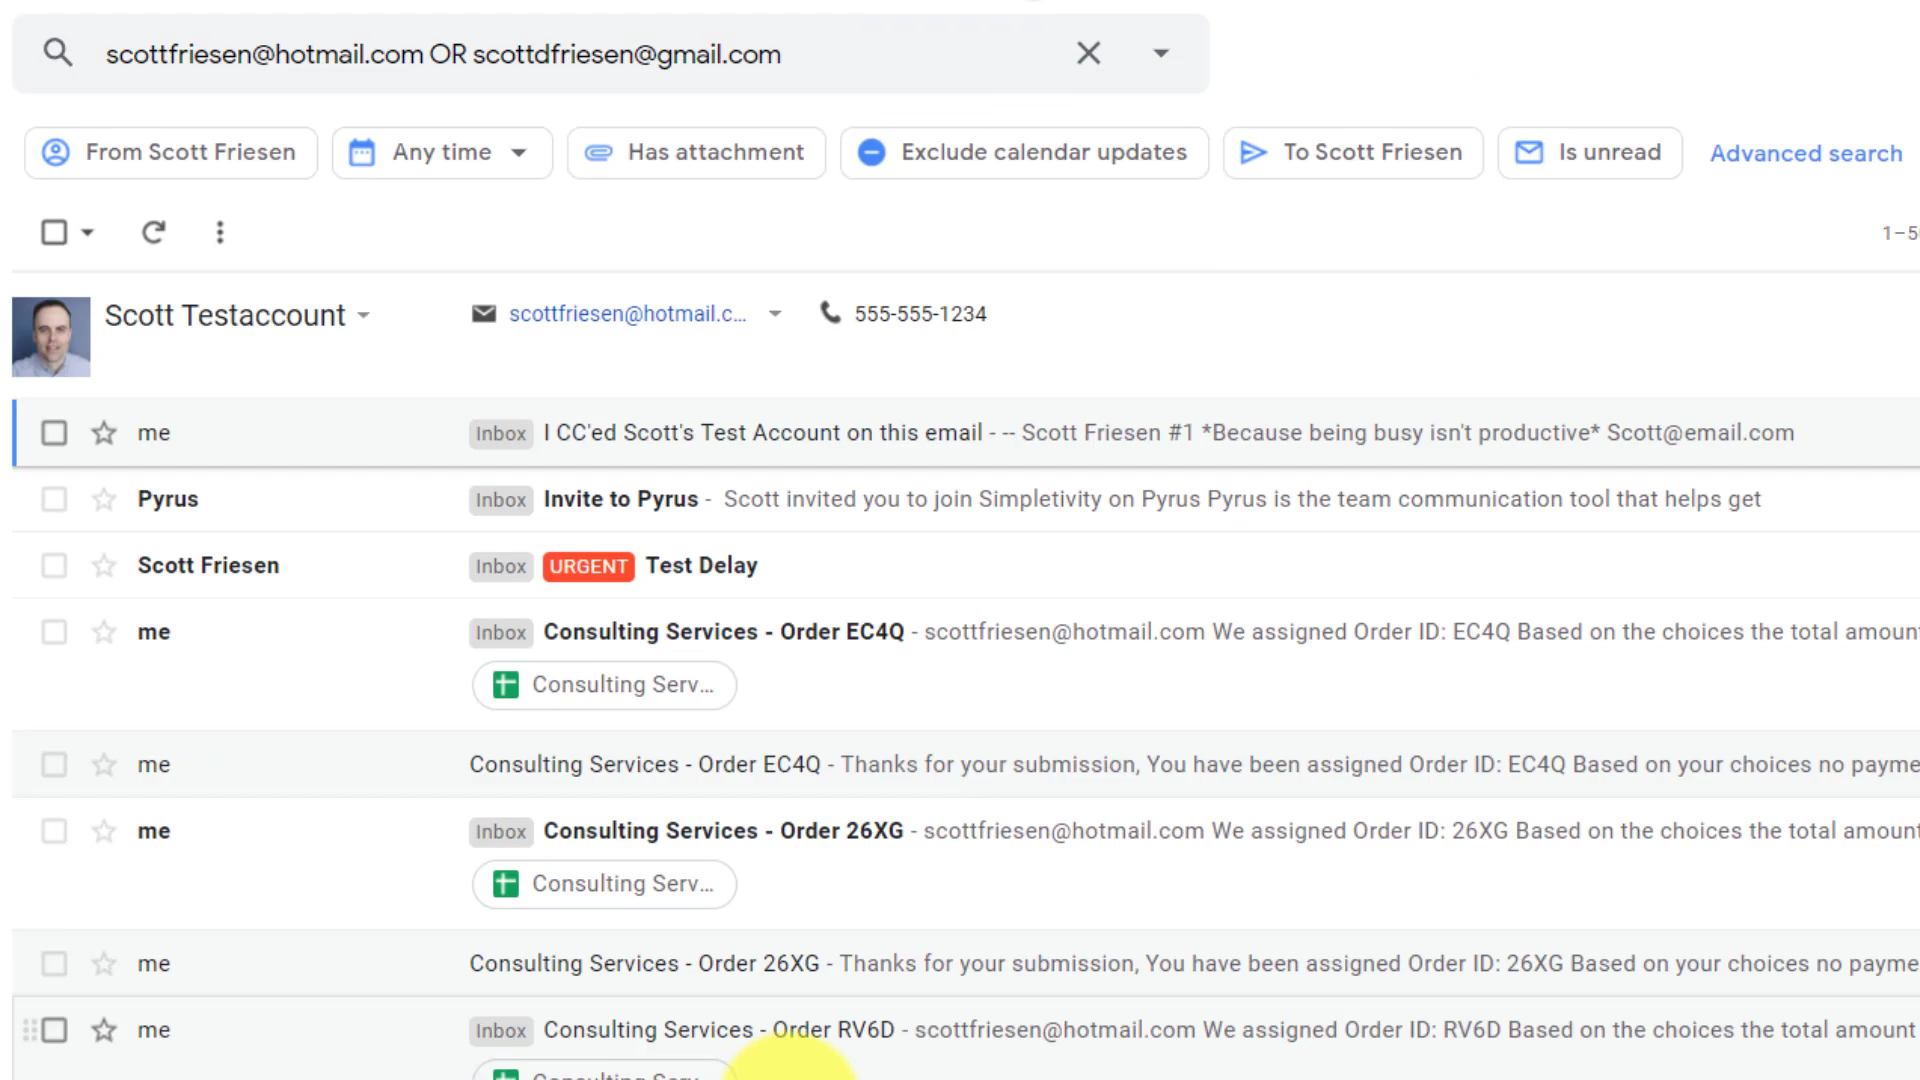 scottfriesen@hotmail.com OR scottdfriesen@gmail.com
From Scott Friesen Any time Has attachment Exclude calendar updates To Scott Friesen Is unread Advanced search
1–5
Scott Testaccount scottfriesen@hotmail.c... 555-555-1234
me Inbox I CC'ed Scott's Test Account on this email - -- Scott Friesen #1 *Because being busy isn't productive* Scott@email.com
Pyrus Inbox Invite to Pyrus - Scott invited you to join Simpletivity on Pyrus Pyrus is the team communication tool that helps get
Scott Friesen Inbox URGENT Test Delay
me Inbox Consulting Services - Order EC4Q - scottfriesen@hotmail.com We assigned Order ID: EC4Q Based on the choices the total amoun
Consulting Serv...
me Consulting Services - Order EC4Q - Thanks for your submission, You have been assigned Order ID: EC4Q Based on your choices no payme
me Inbox Consulting Services - Order 26XG - scottfriesen@hotmail.com We assigned Order ID: 26XG Based on the choices the total amount
Consulting Serv...
me Consulting Services - Order 26XG - Thanks for your submission, You have been assigned Order ID: 26XG Based on your choices no payme
me Inbox Consulting Services - Order RV6D - scottfriesen@hotmail.com We assigned Order ID: RV6D Based on the choices the total amount